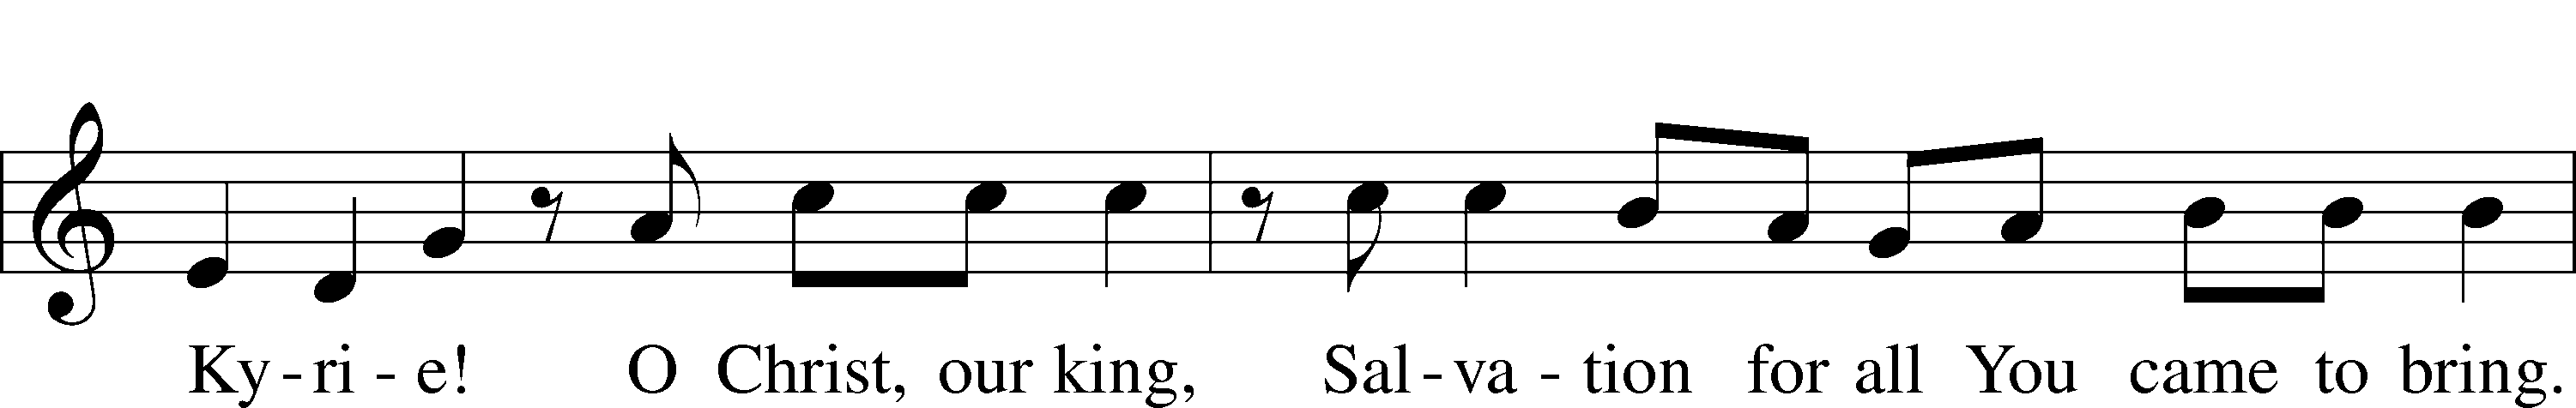 Ky - ri - e! O Christ, our king, Sal - va - tion for all You came to bring.